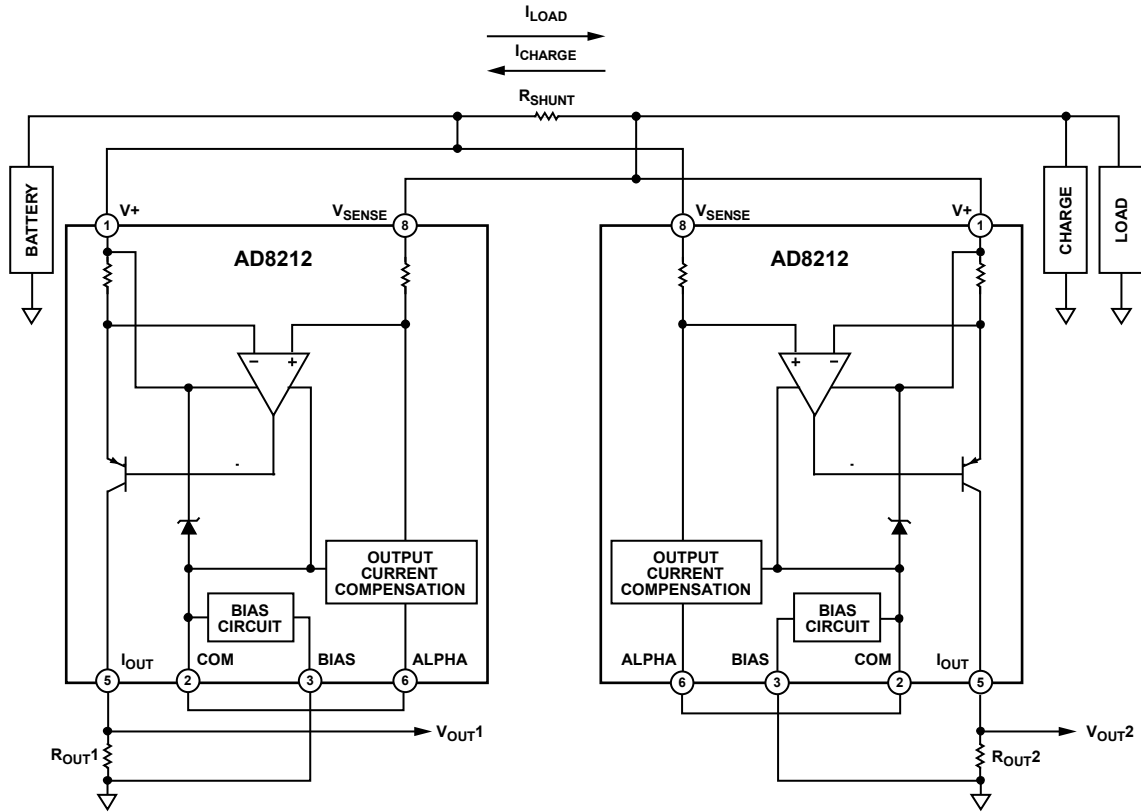 I_LOAD
I_CHARGE
R_SHUNT
BATTERY
CHARGE
LOAD
1 V+
V_SENSE 8
AD8212
8 V_SENSE
V+ 1
AD8212
− +
+ −
OUTPUT
CURRENT
COMPENSATION
BIAS
CIRCUIT
OUTPUT
CURRENT
COMPENSATION
BIAS
CIRCUIT
I_OUT COM BIAS ALPHA
5 2 3 6
ALPHA BIAS COM I_OUT
6 3 2 5
V_OUT1
R_OUT1
V_OUT2
R_OUT2